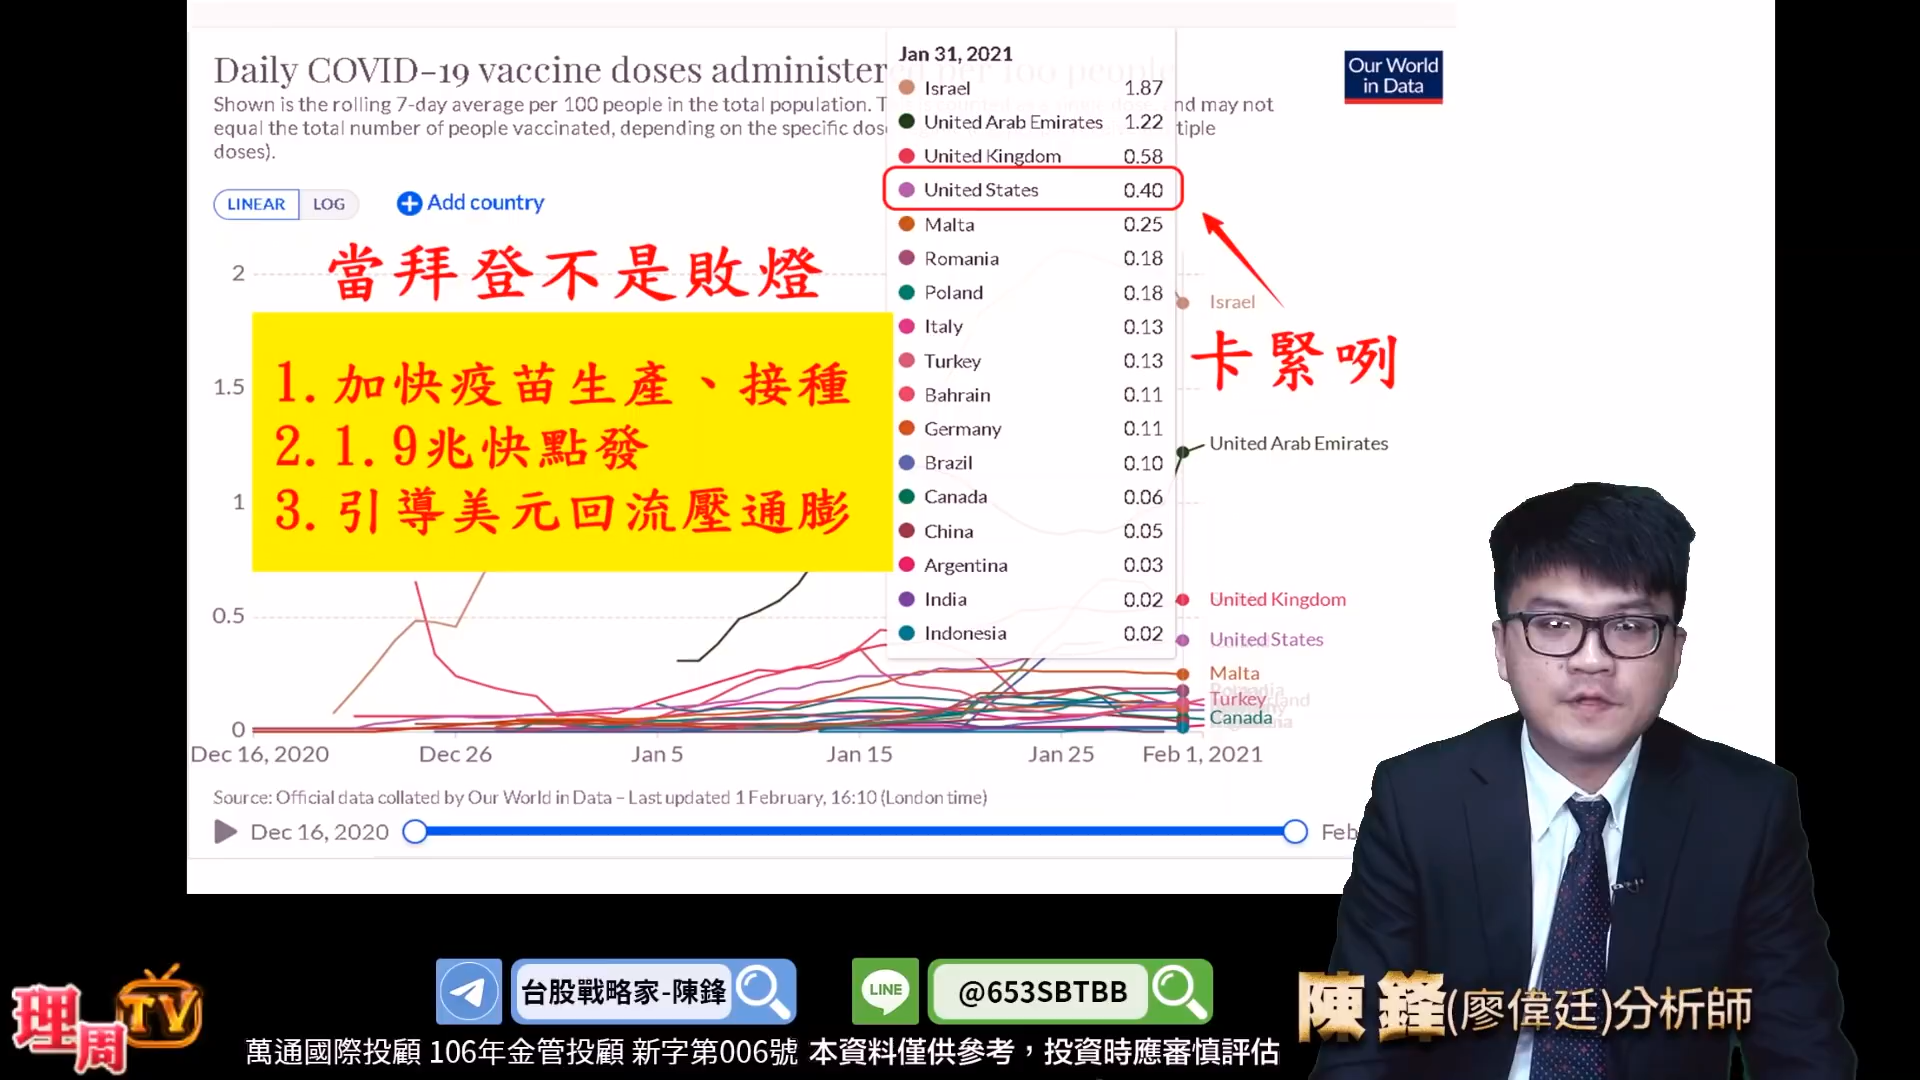 Daily COVID-19 vaccine doses administered per 100 people
Shown is the rolling 7-day average per 100 people in the total population. T
nd may not
equal the total number of people vaccinated, depending on the specific dos
tiple
doses).
Our World
in Data
LINEAR
LOG
Add country
Jan 31, 2021
Israel 1.87
United Arab Emirates 1.22
United Kingdom 0.58
United States 0.40
Malta 0.25
Romania 0.18
Poland 0.18
Italy 0.13
Turkey 0.13
Bahrain 0.11
Germany 0.11
Brazil 0.10
Canada 0.06
China 0.05
Argentina 0.03
India 0.02
Indonesia 0.02
當拜登不是敗燈
1.加快疫苗生產、接種
2.1.9兆快點發
3.引導美元回流壓通膨
卡緊咧
2
1.5
1
0.5
0
Israel
United Arab Emirates
United Kingdom
United States
Malta
Turkey
Canada
Dec 16, 2020
Dec 26
Jan 5
Jan 15
Jan 25
Feb 1, 2021
Source: Official data collated by Our World in Data – Last updated 1 February, 16:10 (London time)
Dec 16, 2020
Feb
理周TV
台股戰略家-陳鋒
LINE
@653SBTBB
陳鋒(廖偉廷)分析師
萬通國際投顧 106年金管投顧 新字第006號 本資料僅供參考，投資時應審慎評估